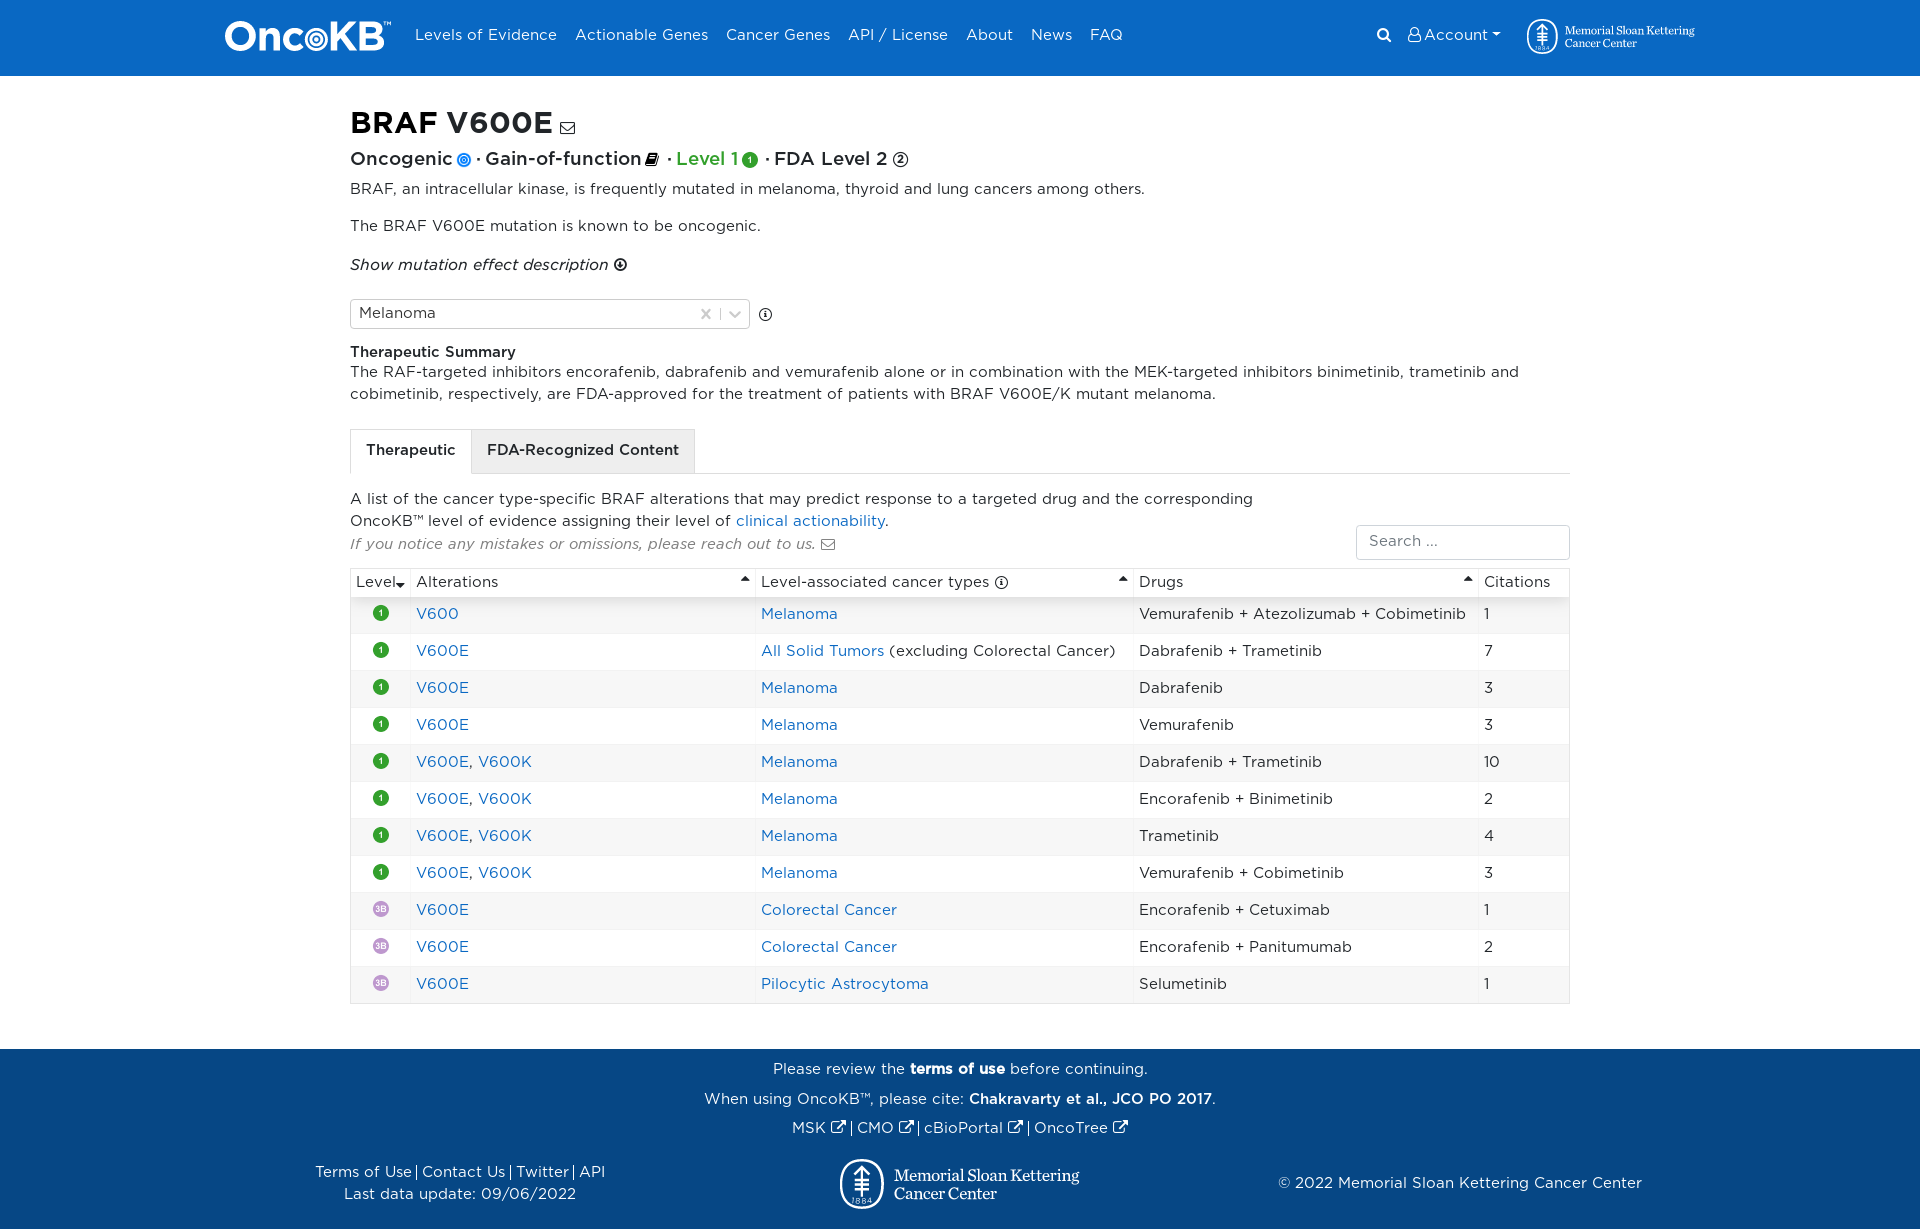 OncoKB™ Levels of Evidence Actionable Genes Cancer Genes API / License About News FAQ Account Memorial Sloan Kettering Cancer Center
BRAF V600E
Oncogenic · Gain-of-function · Level 1 1 · FDA Level 2 2
BRAF, an intracellular kinase, is frequently mutated in melanoma, thyroid and lung cancers among others.
The BRAF V600E mutation is known to be oncogenic.
Show mutation effect description
Melanoma
Therapeutic Summary
The RAF-targeted inhibitors encorafenib, dabrafenib and vemurafenib alone or in combination with the MEK-targeted inhibitors binimetinib, trametinib and
cobimetinib, respectively, are FDA-approved for the treatment of patients with BRAF V600E/K mutant melanoma.
Therapeutic FDA-Recognized Content
A list of the cancer type-specific BRAF alterations that may predict response to a targeted drug and the corresponding
OncoKB™ level of evidence assigning their level of clinical actionability.
If you notice any mistakes or omissions, please reach out to us.
Search ...
Level Alterations Level-associated cancer types Drugs Citations
1 V600 Melanoma Vemurafenib + Atezolizumab + Cobimetinib 1
1 V600E All Solid Tumors (excluding Colorectal Cancer) Dabrafenib + Trametinib 7
1 V600E Melanoma Dabrafenib 3
1 V600E Melanoma Vemurafenib 3
1 V600E, V600K Melanoma Dabrafenib + Trametinib 10
1 V600E, V600K Melanoma Encorafenib + Binimetinib 2
1 V600E, V600K Melanoma Trametinib 4
1 V600E, V600K Melanoma Vemurafenib + Cobimetinib 3
3B V600E Colorectal Cancer Encorafenib + Cetuximab 1
3B V600E Colorectal Cancer Encorafenib + Panitumumab 2
3B V600E Pilocytic Astrocytoma Selumetinib 1
Please review the terms of use before continuing.
When using OncoKB™, please cite: Chakravarty et al., JCO PO 2017.
MSK | CMO | cBioPortal | OncoTree
Terms of Use | Contact Us | Twitter | API
Last data update: 09/06/2022
1884 Memorial Sloan Kettering
Cancer Center
© 2022 Memorial Sloan Kettering Cancer Center